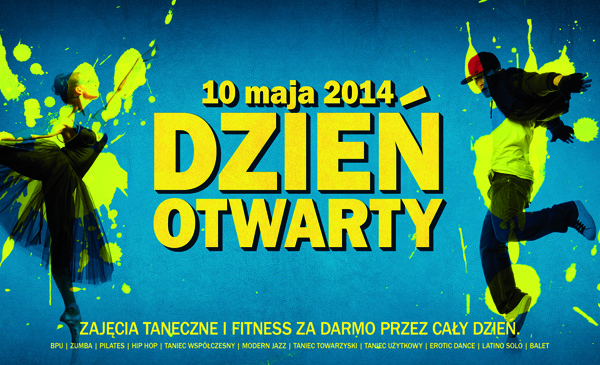 10 maja 2014
DZIEŃ
OTWARTY
ZAJĘCIA TANECZNE I FITNESS ZA DARMO PRZEZ CAŁY DZIEŃ.
BPU | ZUMBA | PILATES | HIP HOP | TANIEC WSPÓŁCZESNY | MODERN JAZZ | TANIEC TOWARZYSKI | TANIEC UŻYTKOWY | EROTIC DANCE | LATINO SOLO | BALET